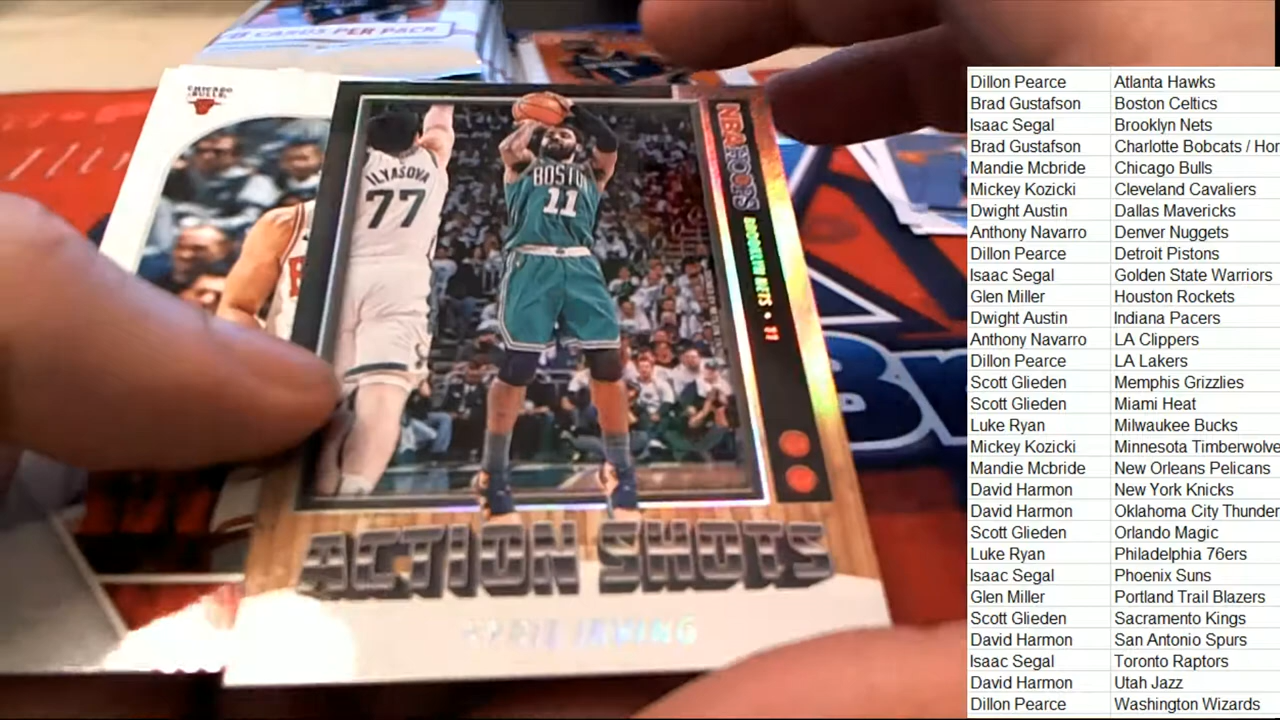 8 CARDS PER PACK
CHICAGO
BULLS
ILYASOVA
77
BOSTON
11
NBA HOOPS
BROOKLYN NETS • 11
ACTION SHOTS
KYRIE IRVING
Br
Dillon Pearce Atlanta Hawks
Brad Gustafson Boston Celtics
Isaac Segal Brooklyn Nets
Brad Gustafson Charlotte Bobcats / Hor
Mandie Mcbride Chicago Bulls
Mickey Kozicki Cleveland Cavaliers
Dwight Austin Dallas Mavericks
Anthony Navarro Denver Nuggets
Dillon Pearce Detroit Pistons
Isaac Segal Golden State Warriors
Glen Miller Houston Rockets
Dwight Austin Indiana Pacers
Anthony Navarro LA Clippers
Dillon Pearce LA Lakers
Scott Glieden Memphis Grizzlies
Scott Glieden Miami Heat
Luke Ryan Milwaukee Bucks
Mickey Kozicki Minnesota Timberwolve
Mandie Mcbride New Orleans Pelicans
David Harmon New York Knicks
David Harmon Oklahoma City Thunder
Scott Glieden Orlando Magic
Luke Ryan Philadelphia 76ers
Isaac Segal Phoenix Suns
Glen Miller Portland Trail Blazers
Scott Glieden Sacramento Kings
David Harmon San Antonio Spurs
Isaac Segal Toronto Raptors
David Harmon Utah Jazz
Dillon Pearce Washington Wizards